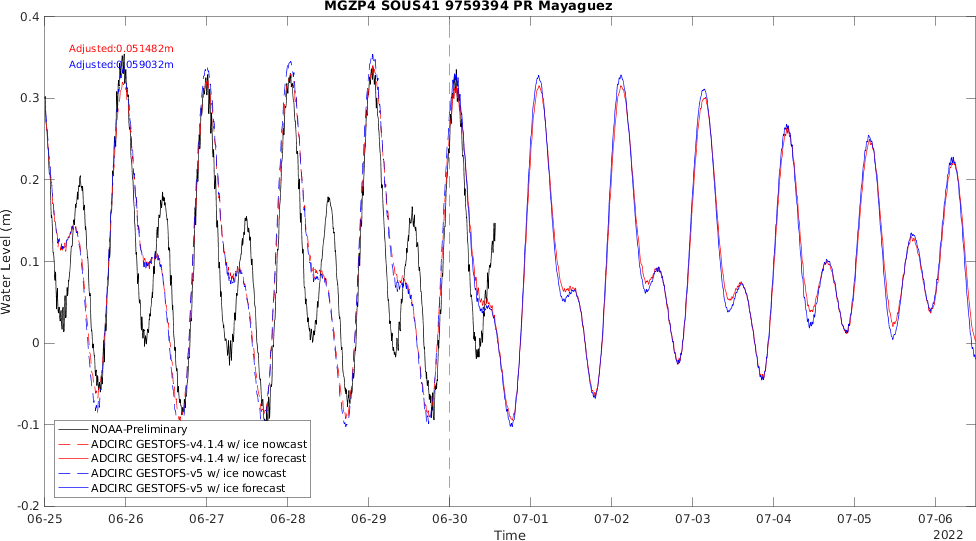 MGZP4 SOUS41 9759394 PR Mayaguez
Adjusted:0.051482m
Adjusted:0.059032m
0.4
0.3
0.2
0.1
0
-0.1
-0.2
Water Level (m)
NOAA-Preliminary
ADCIRC GESTOFS-v4.1.4 w/ ice nowcast
ADCIRC GESTOFS-v4.1.4 w/ ice forecast
ADCIRC GESTOFS-v5 w/ ice nowcast
ADCIRC GESTOFS-v5 w/ ice forecast
06-25 06-26 06-27 06-28 06-29 06-30 07-01 07-02 07-03 07-04 07-05 07-06
Time
2022